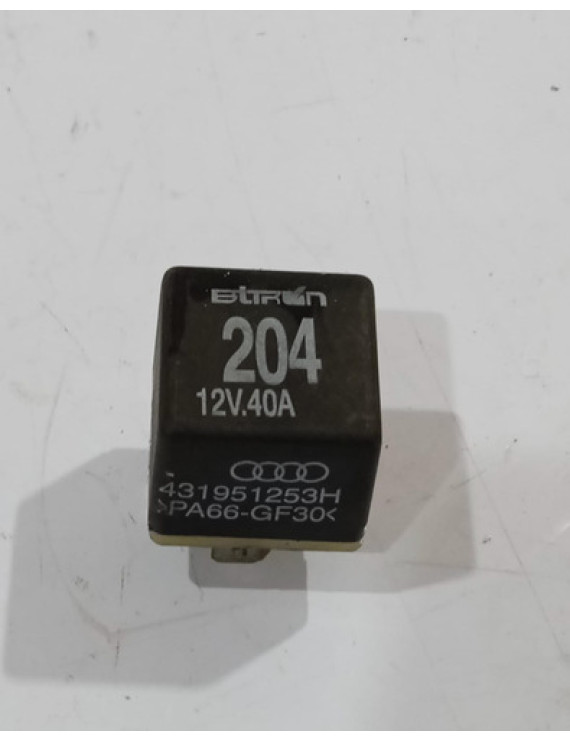 BITRON
204
12V.40A
431951253H
>PA66-GF30<